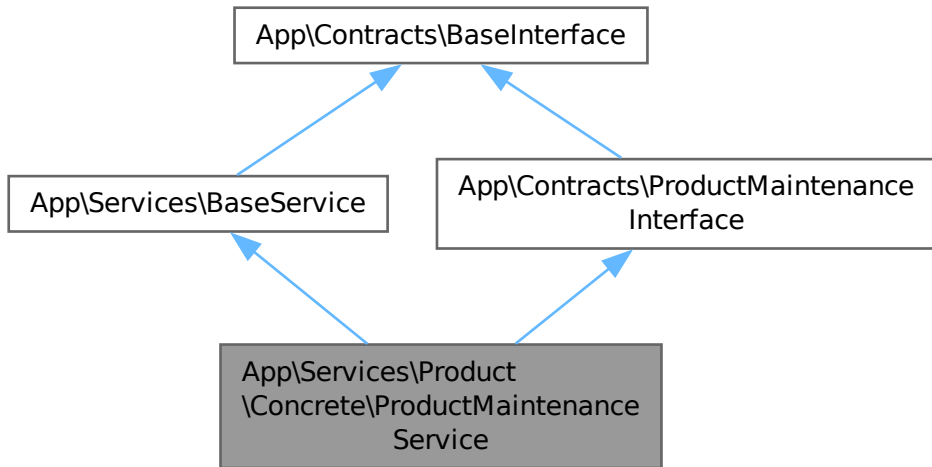 App\Contracts\BaseInterface
App\Services\BaseService
App\Contracts\ProductMaintenance
Interface
App\Services\Product
\Concrete\ProductMaintenance
Service